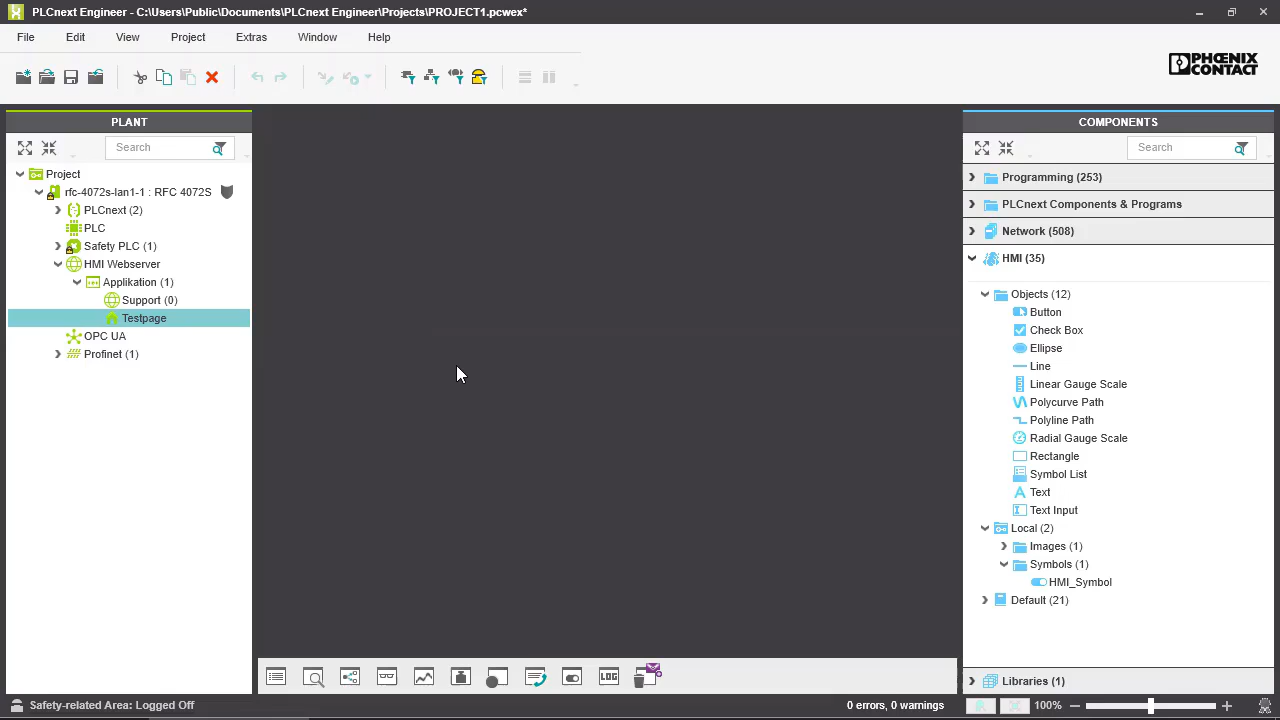 PLCnext Engineer - C:\Users\Public\Documents\PLCnext Engineer\Projects\PROJECT1.pcwex*
File Edit View Project Extras Window Help
PHOENIX CONTACT
PLANT
Search
Project
rfc-4072s-lan1-1 : RFC 4072S
PLCnext (2)
PLC
Safety PLC (1)
HMI Webserver
Applikation (1)
Support (0)
Testpage
OPC UA
Profinet (1)
COMPONENTS
Search
Programming (253)
PLCnext Components & Programs
Network (508)
HMI (35)
Objects (12)
Button
Check Box
Ellipse
Line
Linear Gauge Scale
Polycurve Path
Polyline Path
Radial Gauge Scale
Rectangle
Symbol List
Text
Text Input
Local (2)
Images (1)
Symbols (1)
HMI_Symbol
Default (21)
Libraries (1)
LOG
Safety-related Area: Logged Off
0 errors, 0 warnings
100%